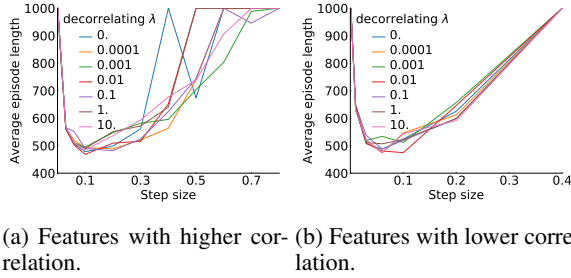 decorrelating λ
0.
0.0001
0.001
0.01
0.1
1.
10.
1000
900
800
700
600
500
400
Average episode length
0.1 0.3 0.5 0.7
Step size
decorrelating λ
0.
0.0001
0.001
0.01
0.1
1.
10.
1000
900
800
700
600
500
400
Average episode length
0.1 0.2 0.3 0.4
Step size
(a) Features with higher cor-
relation.
(b) Features with lower corre
lation.